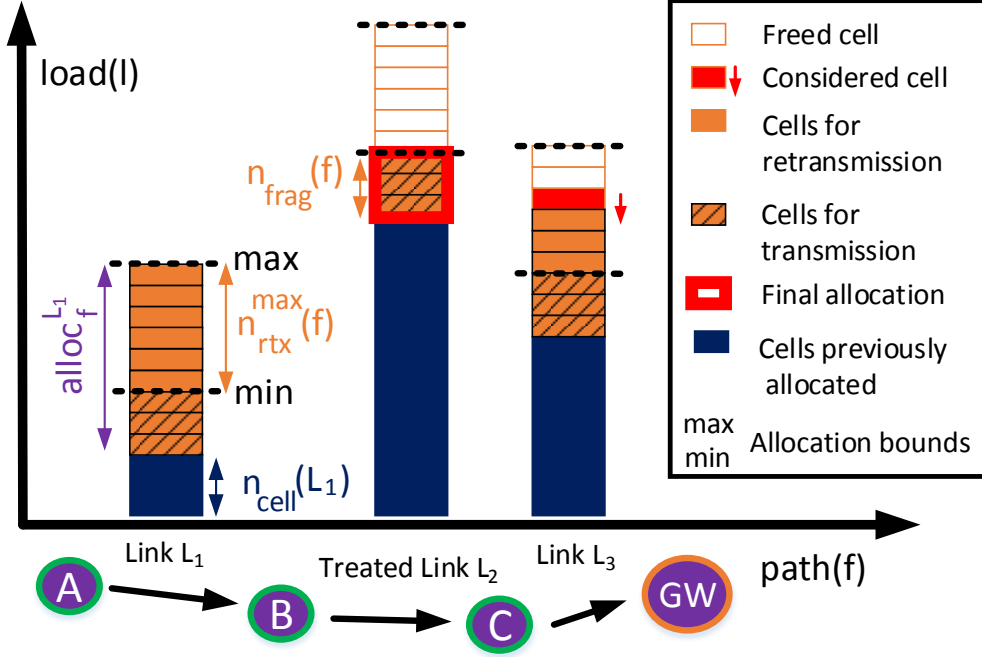 load(l)
n_frag(f)
max
n_rtx^max(f)
alloc_f^L₁
min
n_cell(L₁)
Link L₁
Treated Link L₂
Link L₃
path(f)
A
B
C
GW
Freed cell
Considered cell
Cells for
retransmission
Cells for
transmission
Final allocation
Cells previously
allocated
max
min
Allocation bounds